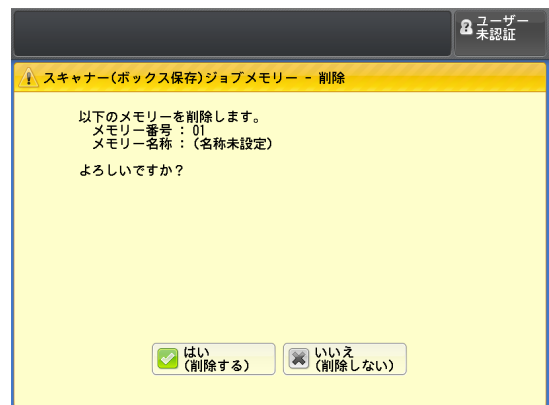 ユーザー
未認証
スキャナー(ボックス保存)ジョブメモリー - 削除
以下のメモリーを削除します。
メモリー番号 : 01
メモリー名称 : (名称未設定)
よろしいですか?
はい
(削除する)
いいえ
(削除しない)